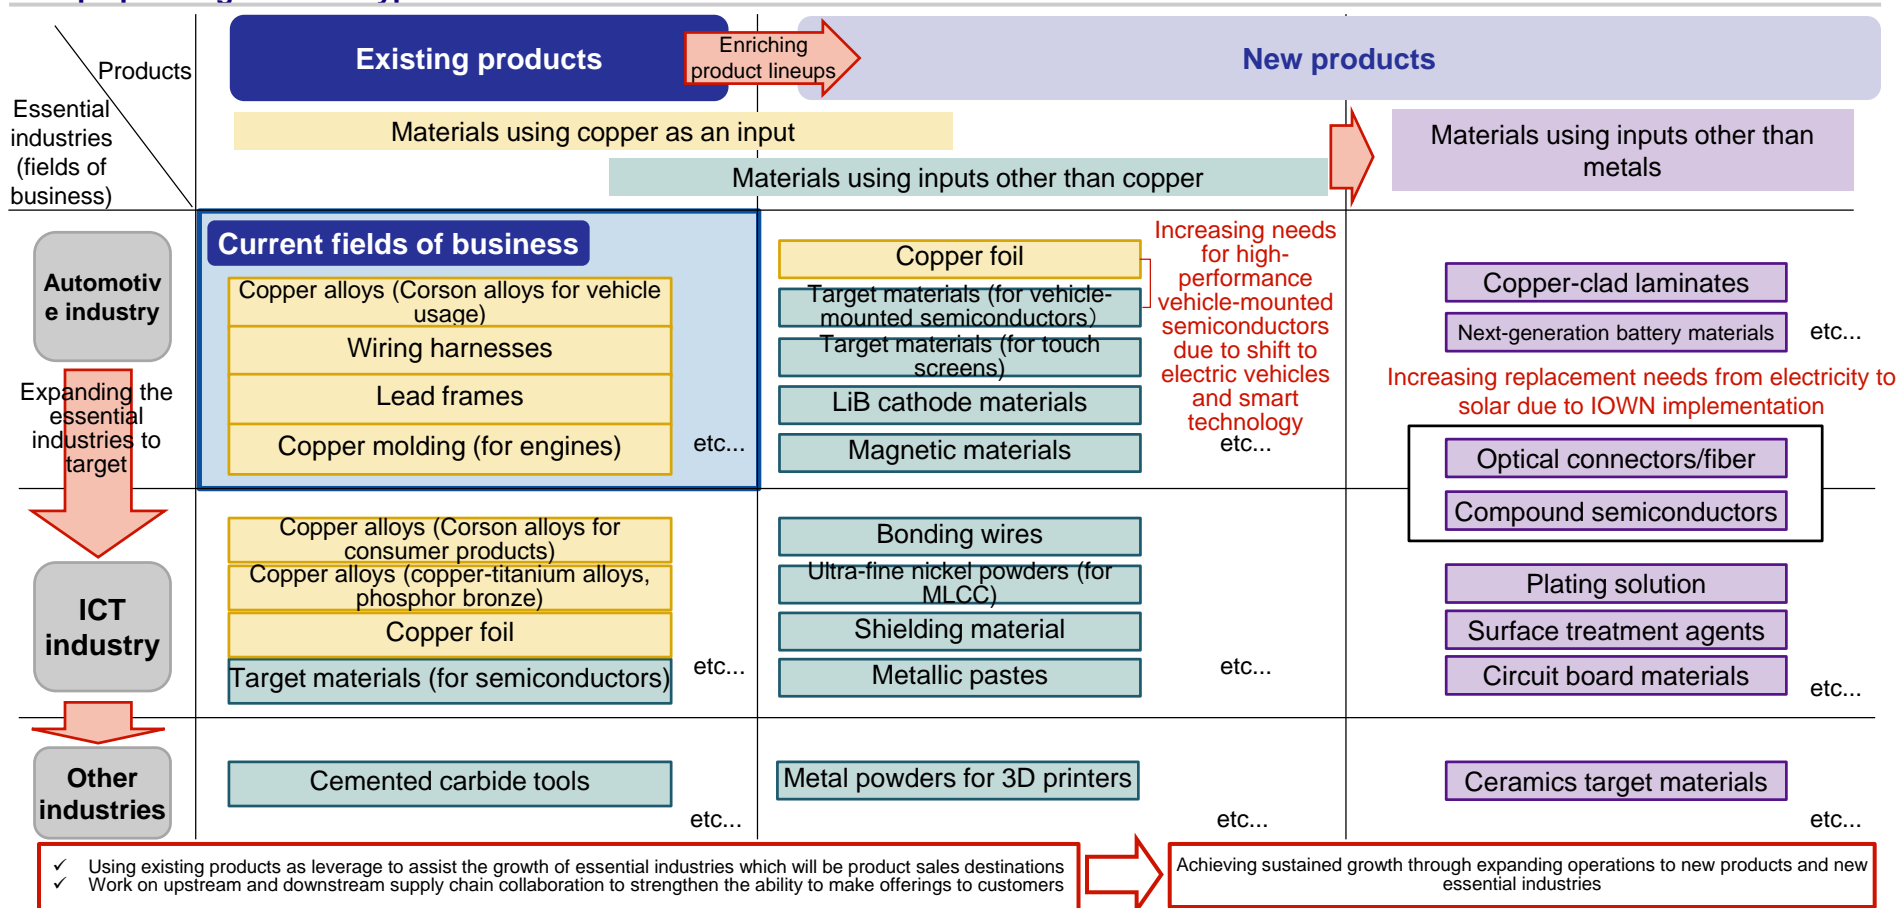 Products
Essential
industries
(fields of
business)
Existing products
Enriching
product lineups
New products
Materials using copper as an input
Materials using inputs other than copper
Materials using inputs other than
metals
Automotiv
e industry
Current fields of business
Copper alloys (Corson alloys for vehicle
usage)
Wiring harnesses
Lead frames
Copper molding (for engines)
etc...
Copper foil
Target materials (for vehicle-
mounted semiconductors）
Target materials (for touch
screens)
LiB cathode materials
Magnetic materials
Increasing needs
for high-
performance
vehicle-mounted
semiconductors
due to shift to
electric vehicles
and smart
technology
etc...
Copper-clad laminates
Next-generation battery materials
etc...
Increasing replacement needs from electricity to
solar due to IOWN implementation
Optical connectors/fiber
Compound semiconductors
Expanding the
essential
industries to
target
ICT
industry
Copper alloys (Corson alloys for
consumer products)
Copper alloys (copper-titanium alloys,
phosphor bronze)
Copper foil
Target materials (for semiconductors)
etc...
Bonding wires
Ultra-fine nickel powders (for
MLCC)
Shielding material
Metallic pastes
etc...
Plating solution
Surface treatment agents
Circuit board materials
etc...
Other
industries
Cemented carbide tools
etc...
Metal powders for 3D printers
etc...
Ceramics target materials
etc...
✓ Using existing products as leverage to assist the growth of essential industries which will be product sales destinations
✓ Work on upstream and downstream supply chain collaboration to strengthen the ability to make offerings to customers
Achieving sustained growth through expanding operations to new products and new
essential industries